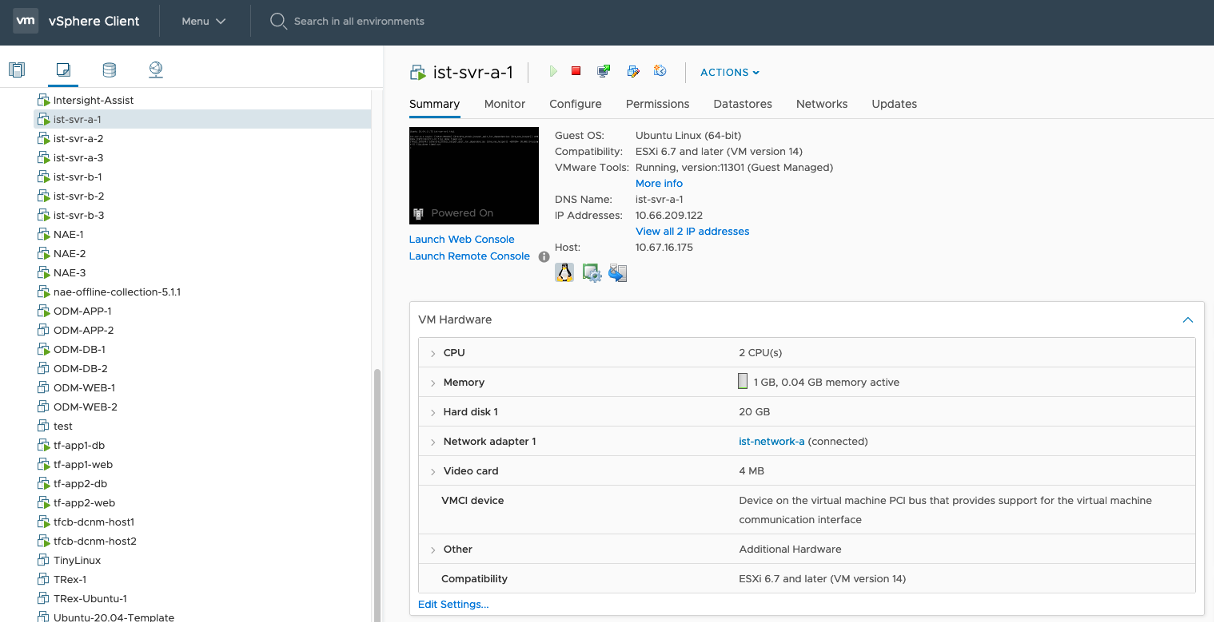 vm vSphere Client Menu Search in all environments
Intersight-Assist
ist-svr-a-1
ist-svr-a-2
ist-svr-a-3
ist-svr-b-1
ist-svr-b-2
ist-svr-b-3
NAE-1
NAE-2
NAE-3
nae-offline-collection-5.1.1
ODM-APP-1
ODM-APP-2
ODM-DB-1
ODM-DB-2
ODM-WEB-1
ODM-WEB-2
test
tf-app1-db
tf-app1-web
tf-app2-db
tf-app2-web
tfcb-dcnm-host1
tfcb-dcnm-host2
TinyLinux
TRex-1
TRex-Ubuntu-1
Ubuntu-20.04-Template
ist-svr-a-1 ACTIONS
Summary Monitor Configure Permissions Datastores Networks Updates
Powered On
Launch Web Console
Launch Remote Console
Guest OS: Ubuntu Linux (64-bit)
Compatibility: ESXi 6.7 and later (VM version 14)
VMware Tools: Running, version:11301 (Guest Managed)
More info
DNS Name: ist-svr-a-1
IP Addresses: 10.66.209.122
View all 2 IP addresses
Host: 10.67.16.175
VM Hardware
CPU 2 CPU(s)
Memory 1 GB, 0.04 GB memory active
Hard disk 1 20 GB
Network adapter 1 ist-network-a (connected)
Video card 4 MB
VMCI device Device on the virtual machine PCI bus that provides support for the virtual machine
communication interface
Other Additional Hardware
Compatibility ESXi 6.7 and later (VM version 14)
Edit Settings...